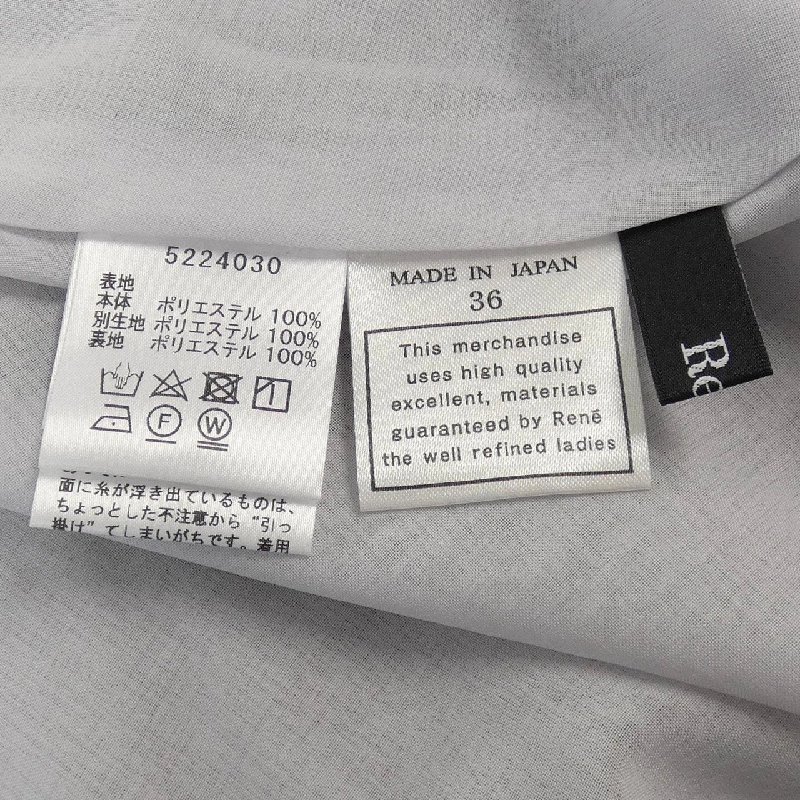 5224030
表地
本体 ポリエステル 100%
別生地 ポリエステル 100%
裏地 ポリエステル 100%
F
W
面に糸が浮き出ているものは、
ちょっとした不注意から“引っ
掛け”てしまいがちです。着用
MADE IN JAPAN
36
This merchandise
uses high quality
excellent, materials
guaranteed by René
the well refined ladies
Re